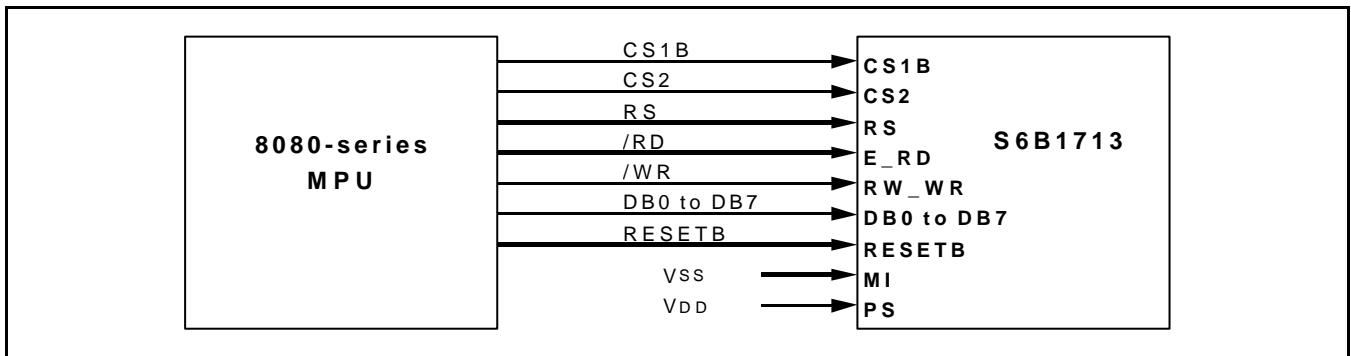 8080-series
MPU
CS1B
CS2
RS
/RD
/WR
DB0 to DB7
RESETB
VSS
VDD
CS1B
CS2
RS
E_RD
RW_WR
DB0 to DB7
RESETB
MI
PS
S6B1713